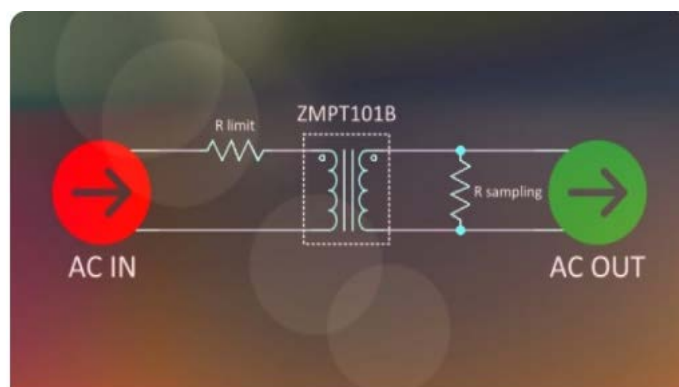 ZMPT101B
R limit
R sampling
AC IN
AC OUT